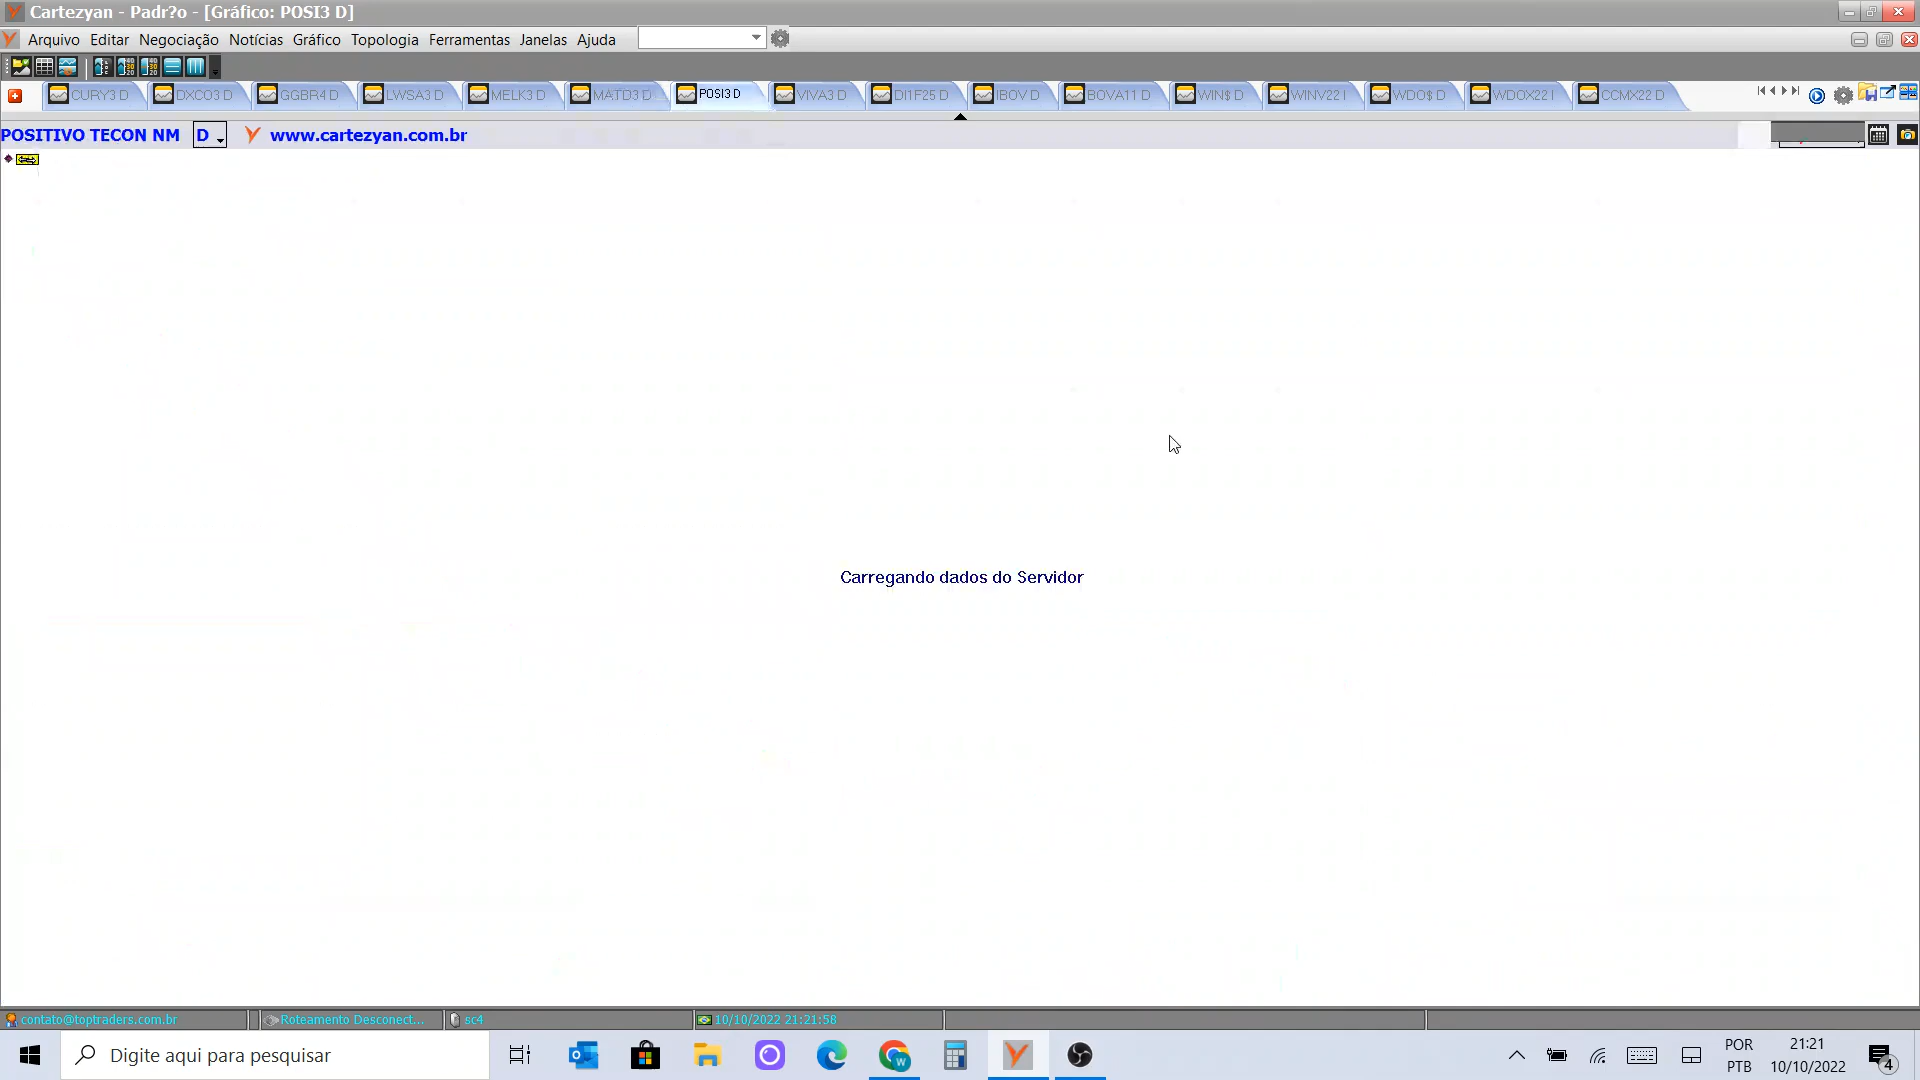 Cartezyan - Padr?o - [Gráfico: POSI3 D]
Arquivo Editar Negociação Notícias Gráfico Topologia Ferramentas Janelas Ajuda
CURY3 D DXCO3 D GGBR4 D LWSA3 D MELK3 D MATD3 D POSI3 D VIVA3 D DI1F25 D IBOV D BOVA11 D WIN$ D WINV22 I WDO$ D WDOX22 I CCMX22 D
POSITIVO TECON NM D www.cartezyan.com.br
Carregando dados do Servidor
contato@toptraders.com.br Roteamento Desconect... sc4 10/10/2022 21:21:58
Digite aqui para pesquisar
POR
PTB
21:21
10/10/2022
4